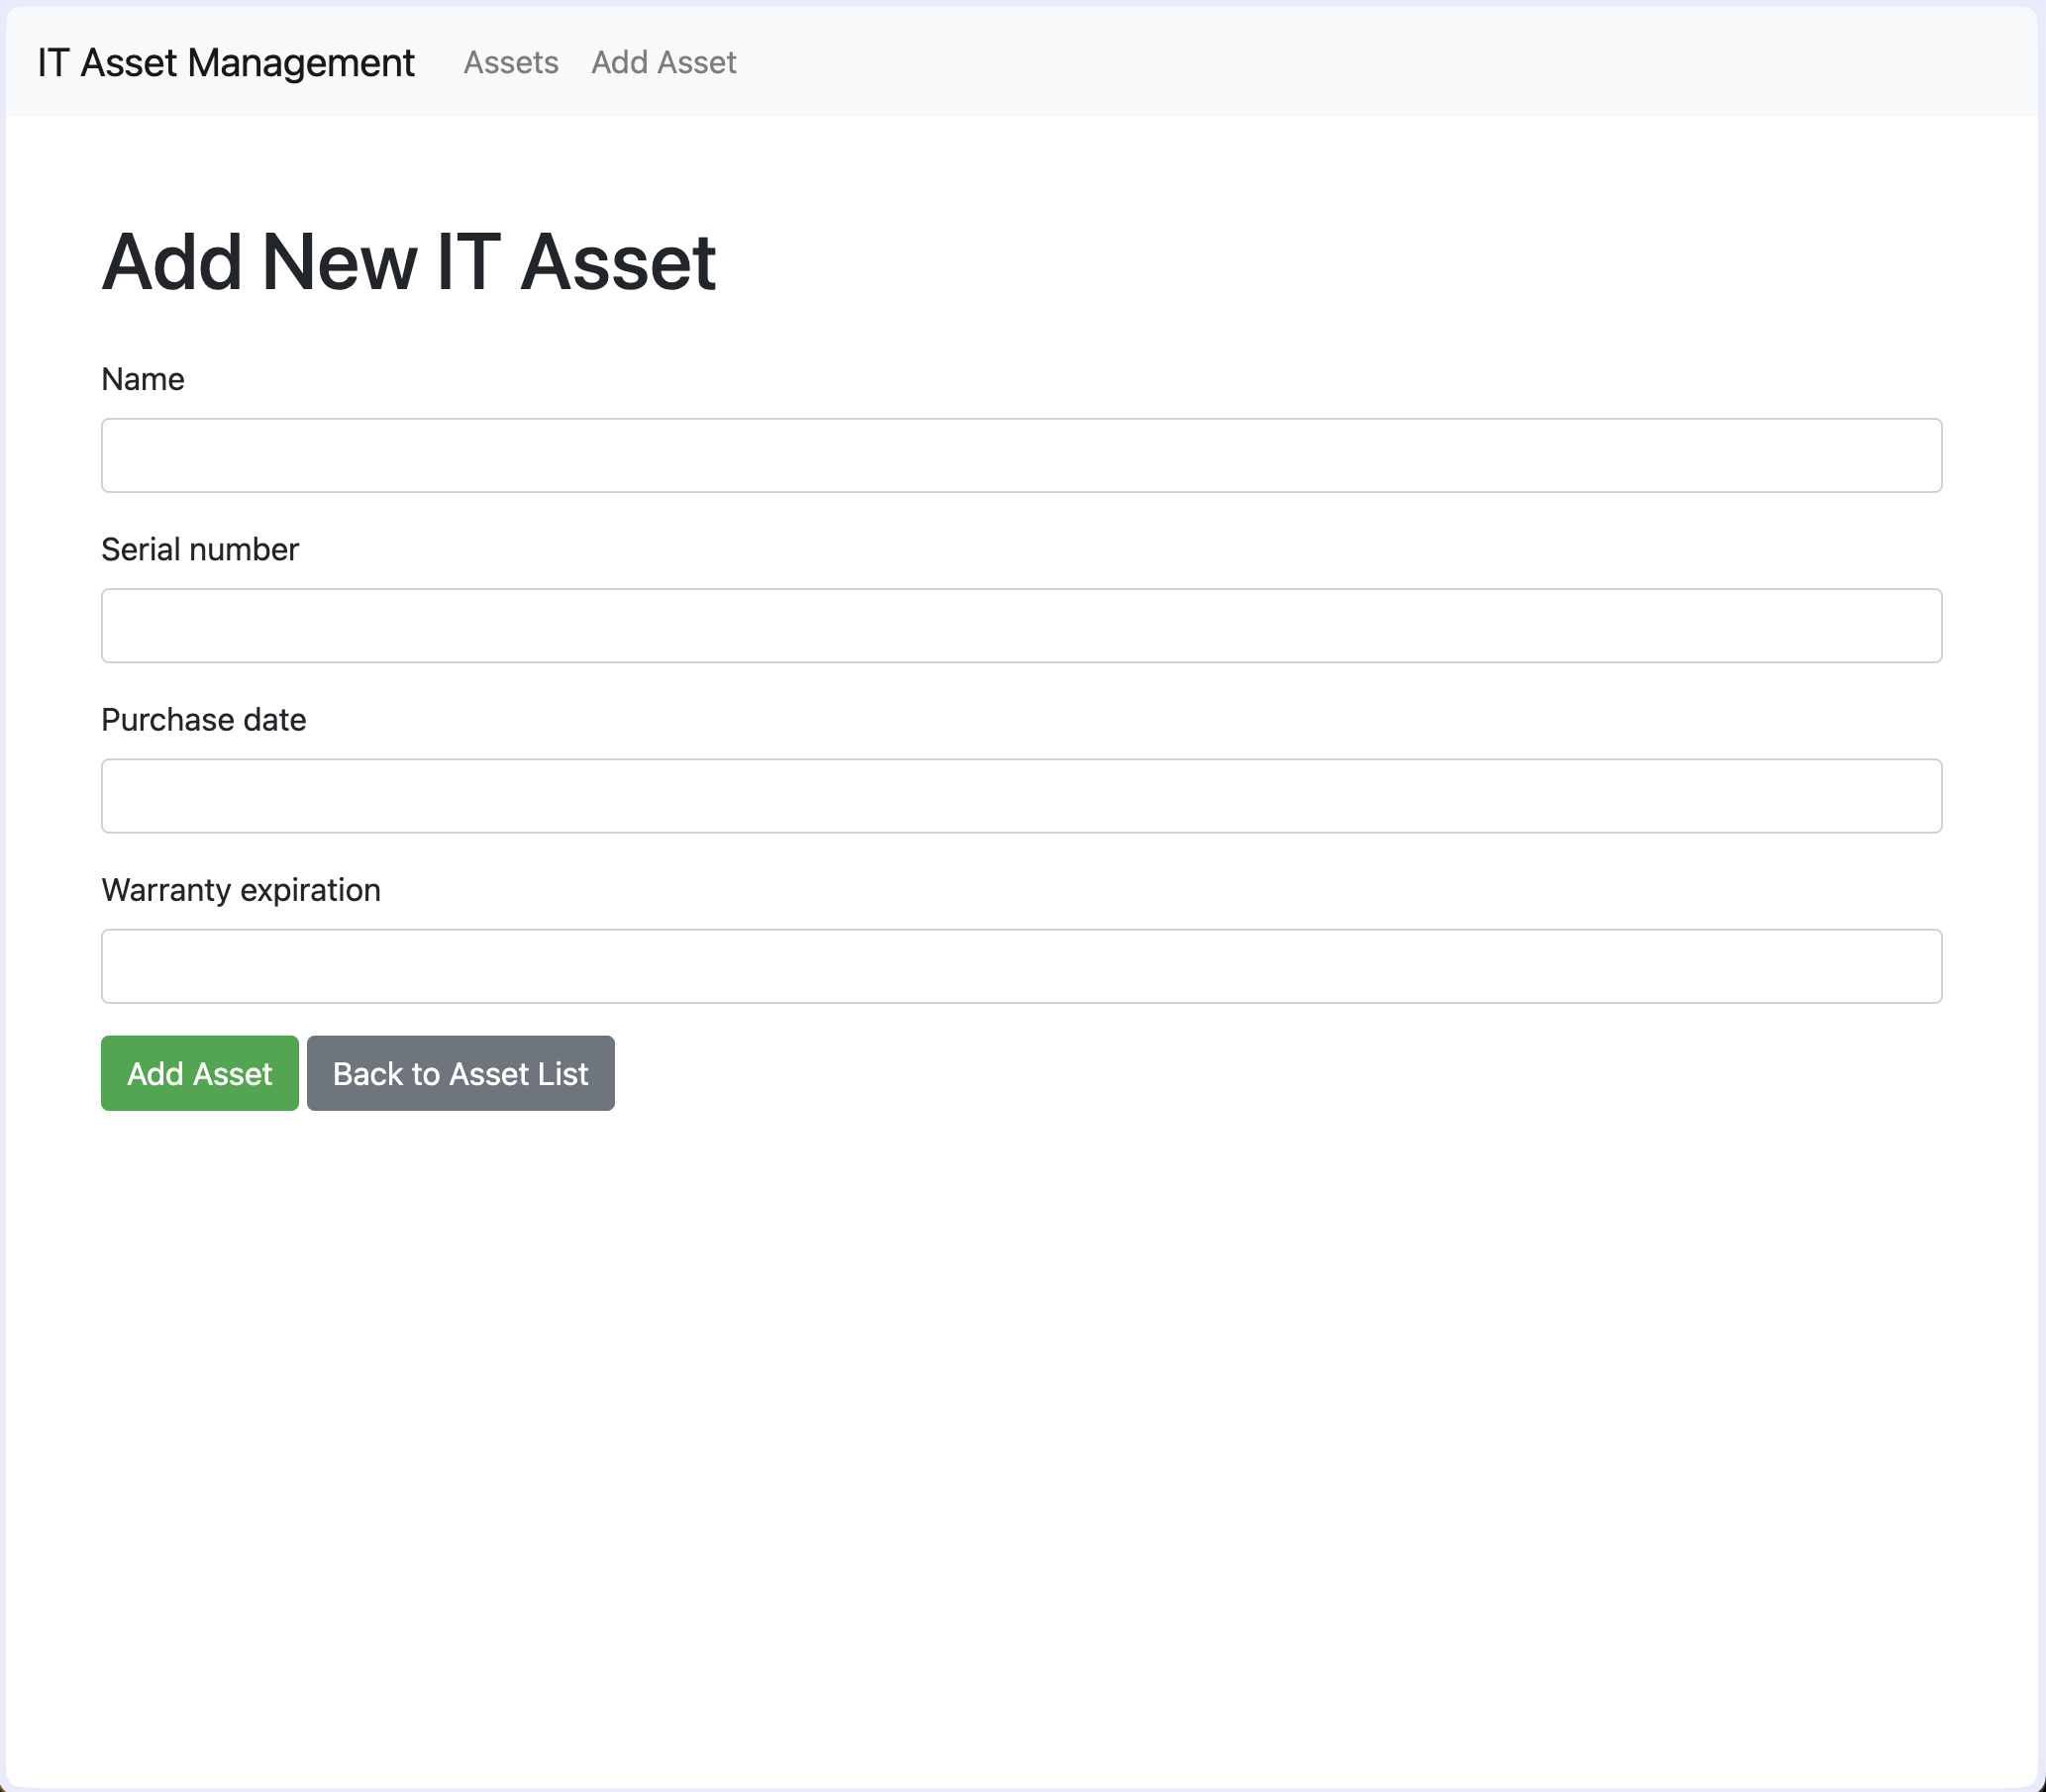 IT Asset Management Assets Add Asset
Add New IT Asset
Name
Serial number
Purchase date
Warranty expiration
Add Asset Back to Asset List